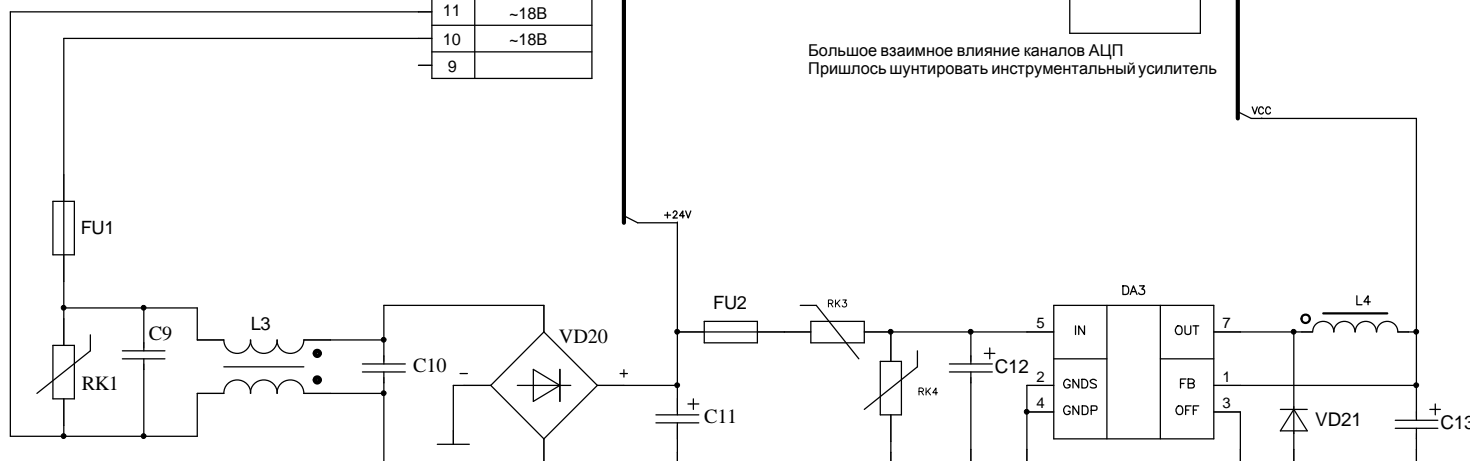 11 ~18В
10 ~18В
9
Большое взаимное влияние каналов АЦП
Пришлось шунтировать инструментальный усилитель
VCC
+24V
FU1
DA3
FU2
RK3
L4
L3
C9
5 IN OUT 7
VD20
C10
RK1
- +
+ C12
RK4
2 GNDS FB 1
4 GNDP OFF 3
+ C11
VD21
+ C13